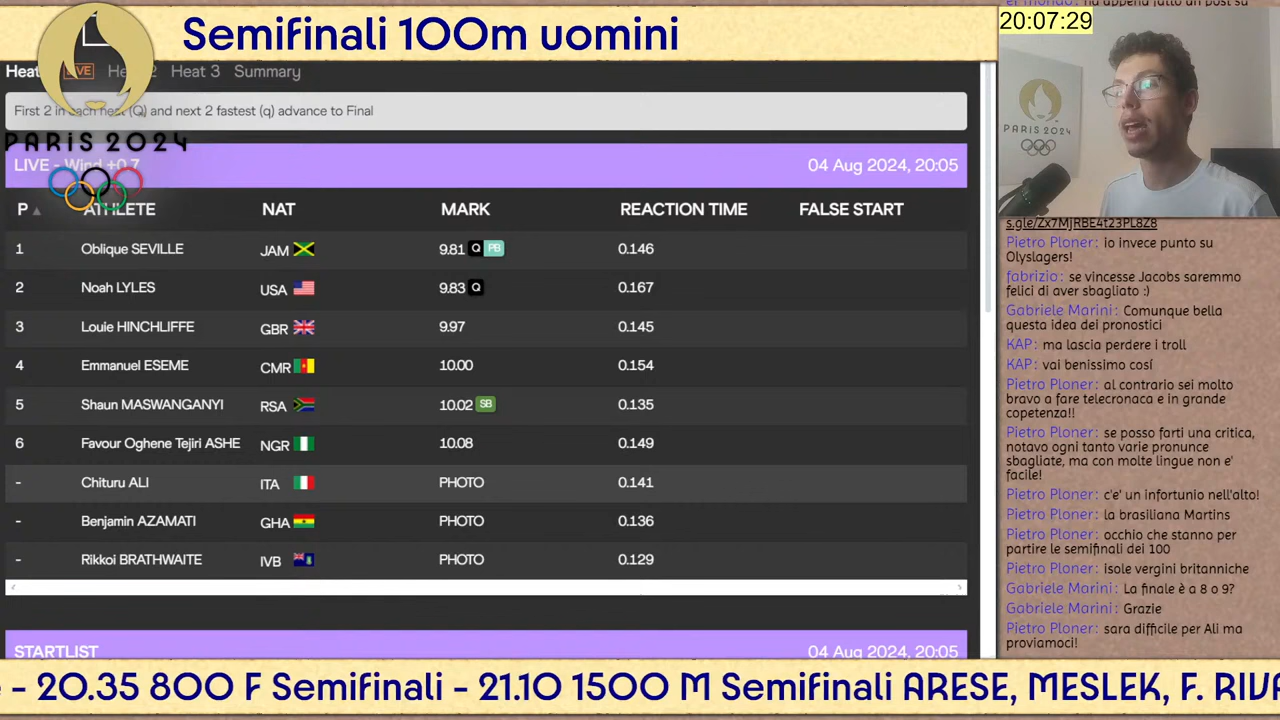 er mondo: ha appena fatto un post su
Semifinali 100m uomini
20:07:29
Heat LIVE Heat 2 Heat 3 Summary
First 2 in each heat (Q) and next 2 fastest (q) advance to Final
PARIS 2024
LIVE - Wind +0.7 04 Aug 2024, 20:05
P ATHLETE NAT MARK REACTION TIME FALSE START
1 Oblique SEVILLE JAM 9.81 Q PB 0.146
2 Noah LYLES USA 9.83 Q 0.167
3 Louie HINCHLIFFE GBR 9.97 0.145
4 Emmanuel ESEME CMR 10.00 0.154
5 Shaun MASWANGANYI RSA 10.02 SB 0.135
6 Favour Oghene Tejiri ASHE NGR 10.08 0.149
- Chituru ALI ITA PHOTO 0.141
- Benjamin AZAMATI GHA PHOTO 0.136
- Rikkoi BRATHWAITE IVB PHOTO 0.129
STARTLIST 04 Aug 2024, 20:05
PARIS 2024
s.gle/Zx7MjRBE4t23PL8Z8
Pietro Ploner: io invece punto su
Olyslagers!
fabrizio: se vincesse Jacobs saremmo
felici di aver sbagliato :)
Gabriele Marini: Comunque bella
questa idea dei pronostici
KAP: ma lascia perdere i troll
KAP: vai benissimo cosí
Pietro Ploner: al contrario sei molto
bravo a fare telecronaca e in grande
copetenza!!
Pietro Ploner: se posso farti una critica,
notavo ogni tanto varie pronunce
sbagliate, ma con molte lingue non e'
facile!
Pietro Ploner: c'e' un infortunio nell'alto!
Pietro Ploner: la brasiliana Martins
Pietro Ploner: occhio che stanno per
partire le semifinali dei 100
Pietro Ploner: isole vergini britanniche
Gabriele Marini: La finale è a 8 o 9?
Gabriele Marini: Grazie
Pietro Ploner: sara difficile per Ali ma
proviamoci!
- 20.35 800 F Semifinali - 21.10 1500 M Semifinali ARESE, MESLEK, F. RIVA